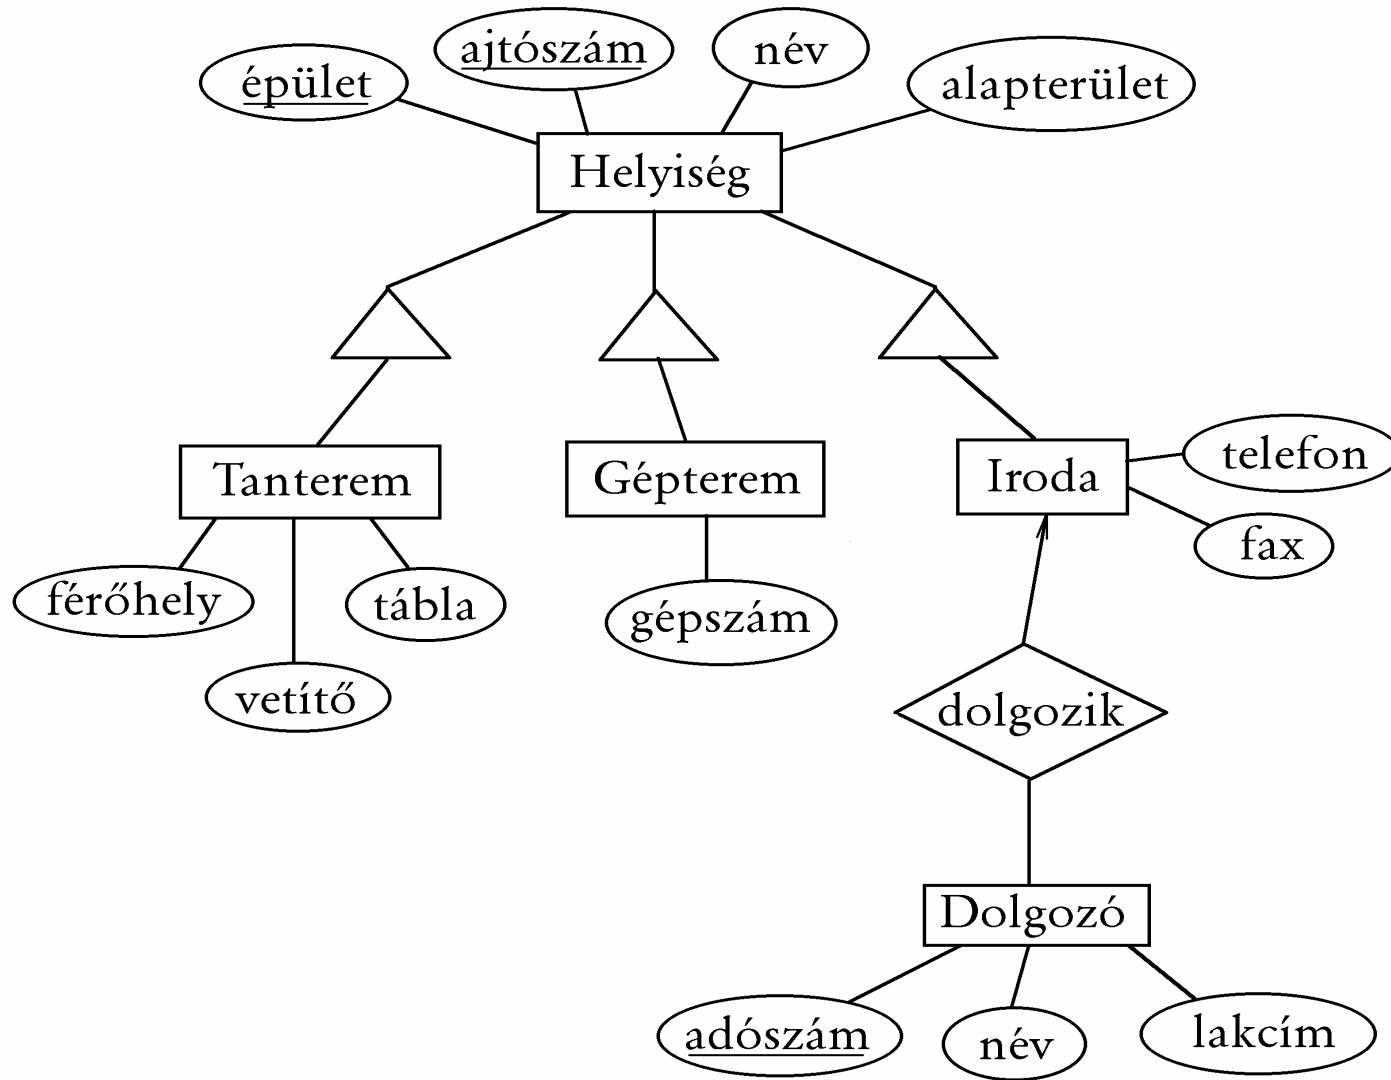 épület
ajtószám
név
alapterület
Helyiség
Tanterem
Gépterem
Iroda
telefon
fax
férőhely
tábla
gépszám
vetítő
dolgozik
Dolgozó
adószám
név
lakcím